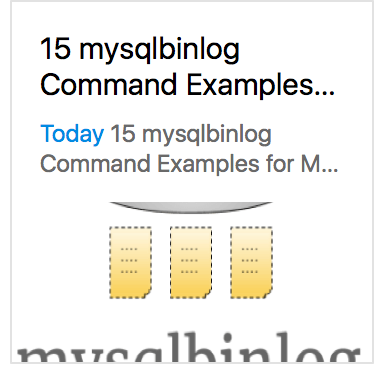 15 mysqlbinlog
Command Examples...
Today 15 mysqlbinlog
Command Examples for M...
mysqlbinlog